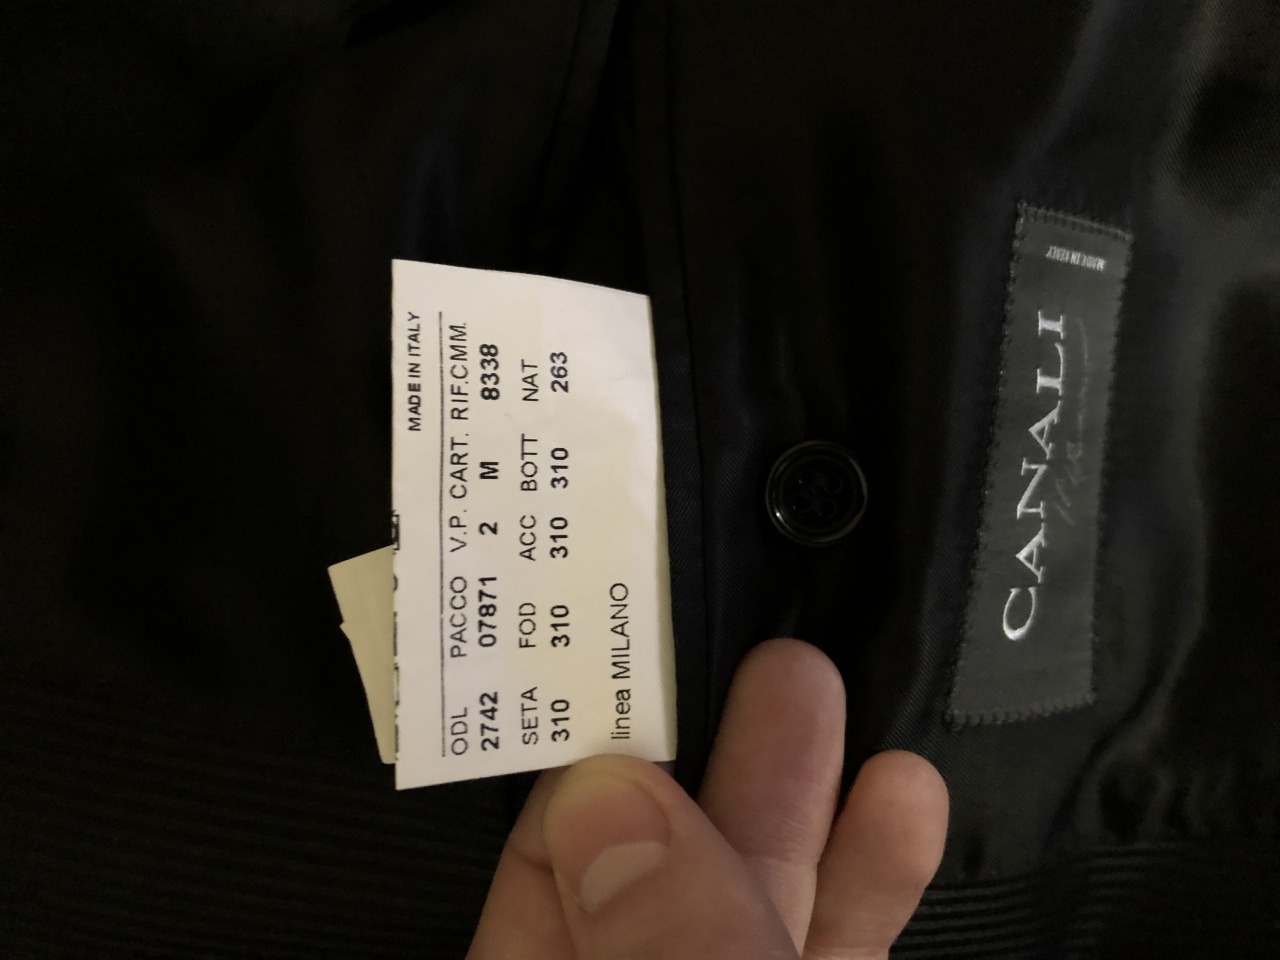 MADE IN ITALY
ODL PACCO V.P. CART. RIF.CMM.
2742 07871 2 M 8338
SETA FOD ACC BOTT NAT
310 310 310 310 263
linea MILANO
CANALI
MADE IN ITALY